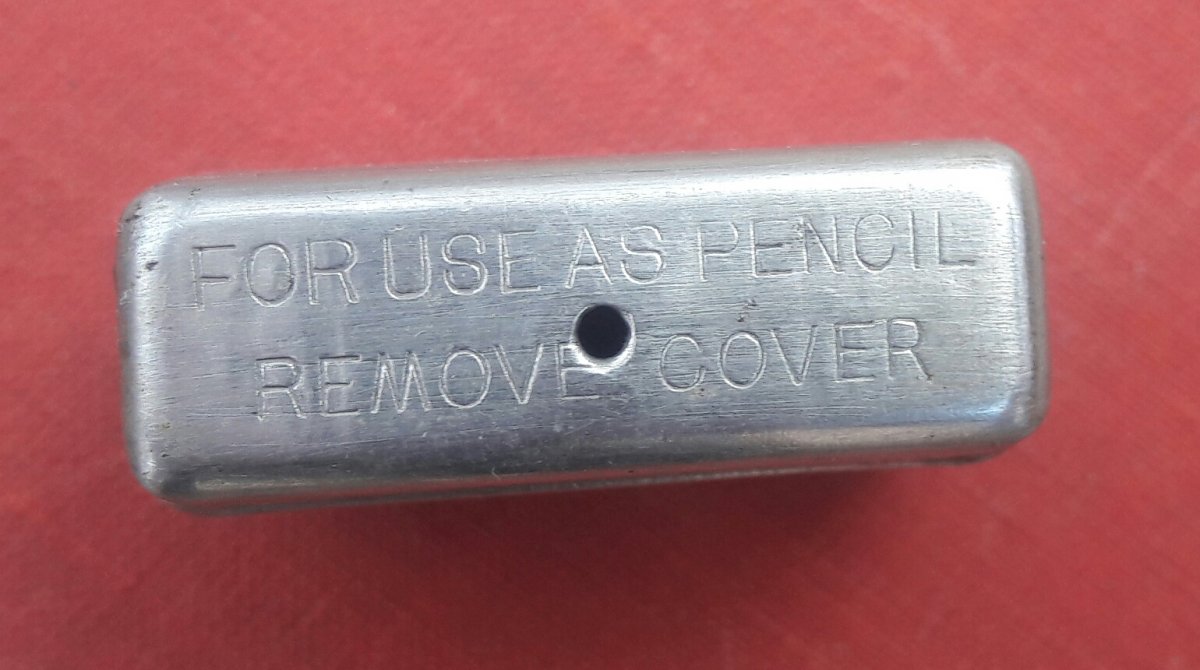 FOR USE AS PENCIL
REMOVE COVER